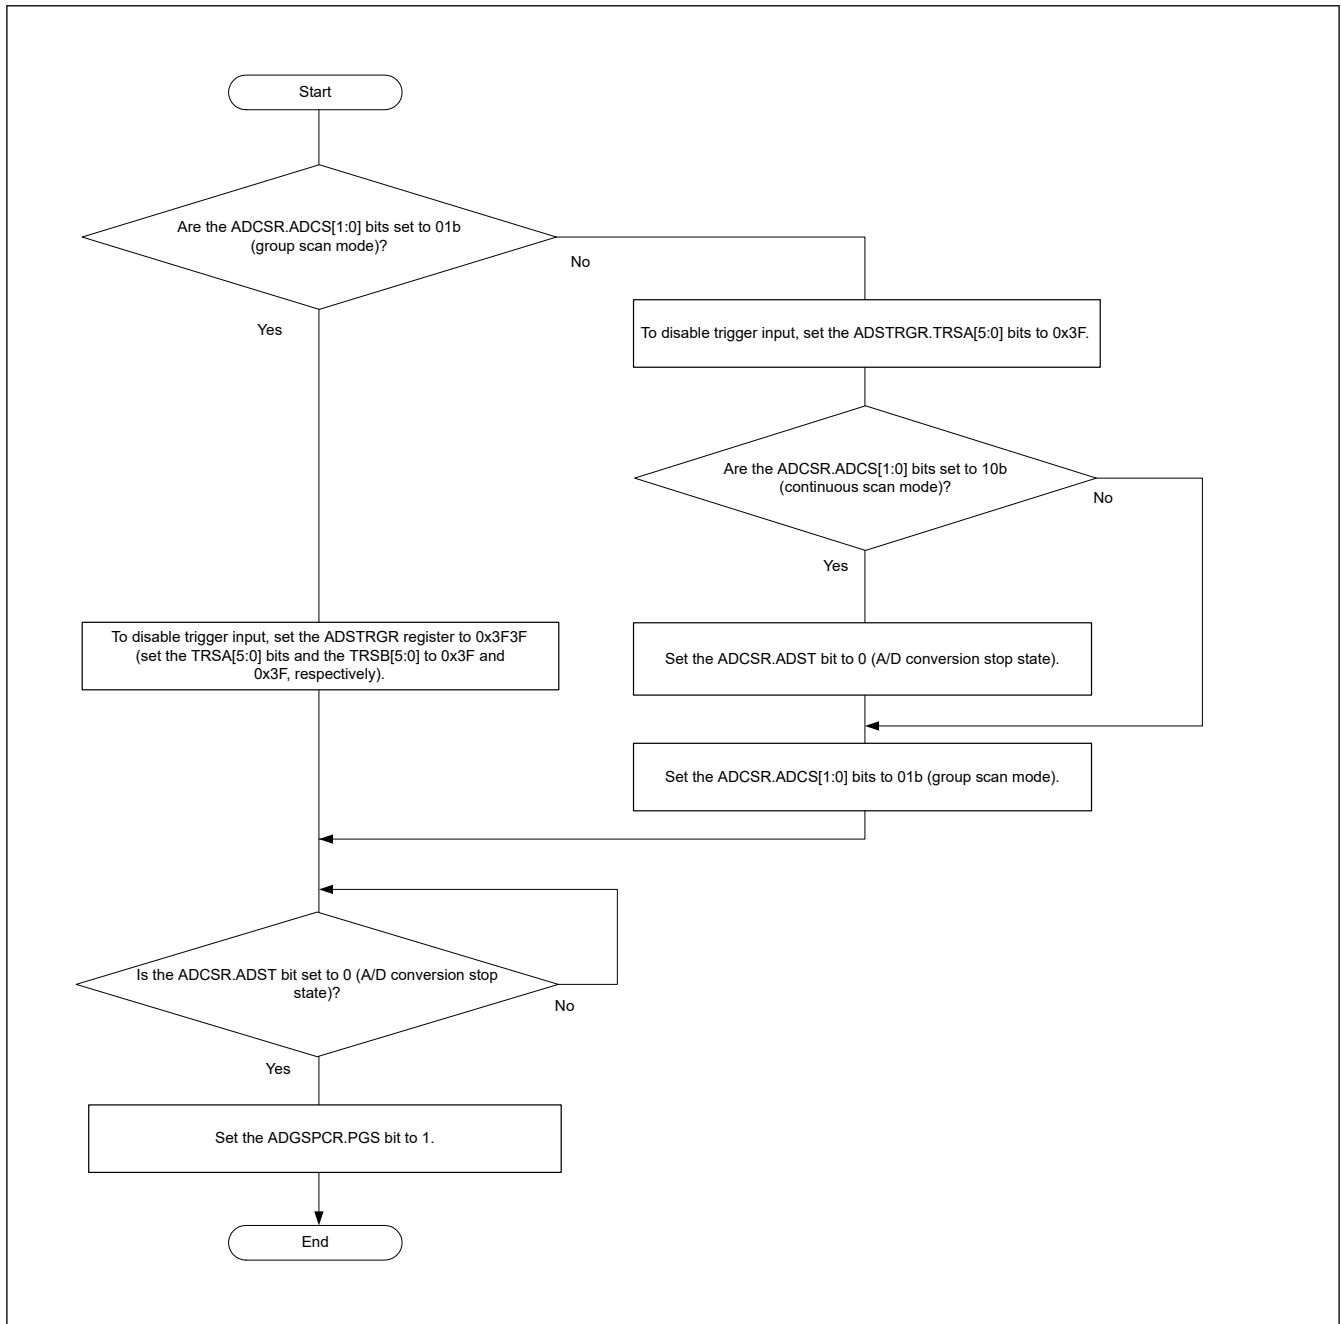 Start
Are the ADCSR.ADCS[1:0] bits set to 01b
(group scan mode)?
No
Yes
To disable trigger input, set the ADSTRGR.TRSA[5:0] bits to 0x3F.
Are the ADCSR.ADCS[1:0] bits set to 10b
(continuous scan mode)?
No
Yes
To disable trigger input, set the ADSTRGR register to 0x3F3F
(set the TRSA[5:0] bits and the TRSB[5:0] to 0x3F and
0x3F, respectively).
Set the ADCSR.ADST bit to 0 (A/D conversion stop state).
Set the ADCSR.ADCS[1:0] bits to 01b (group scan mode).
Is the ADCSR.ADST bit set to 0 (A/D conversion stop
state)?
No
Yes
Set the ADGSPCR.PGS bit to 1.
End